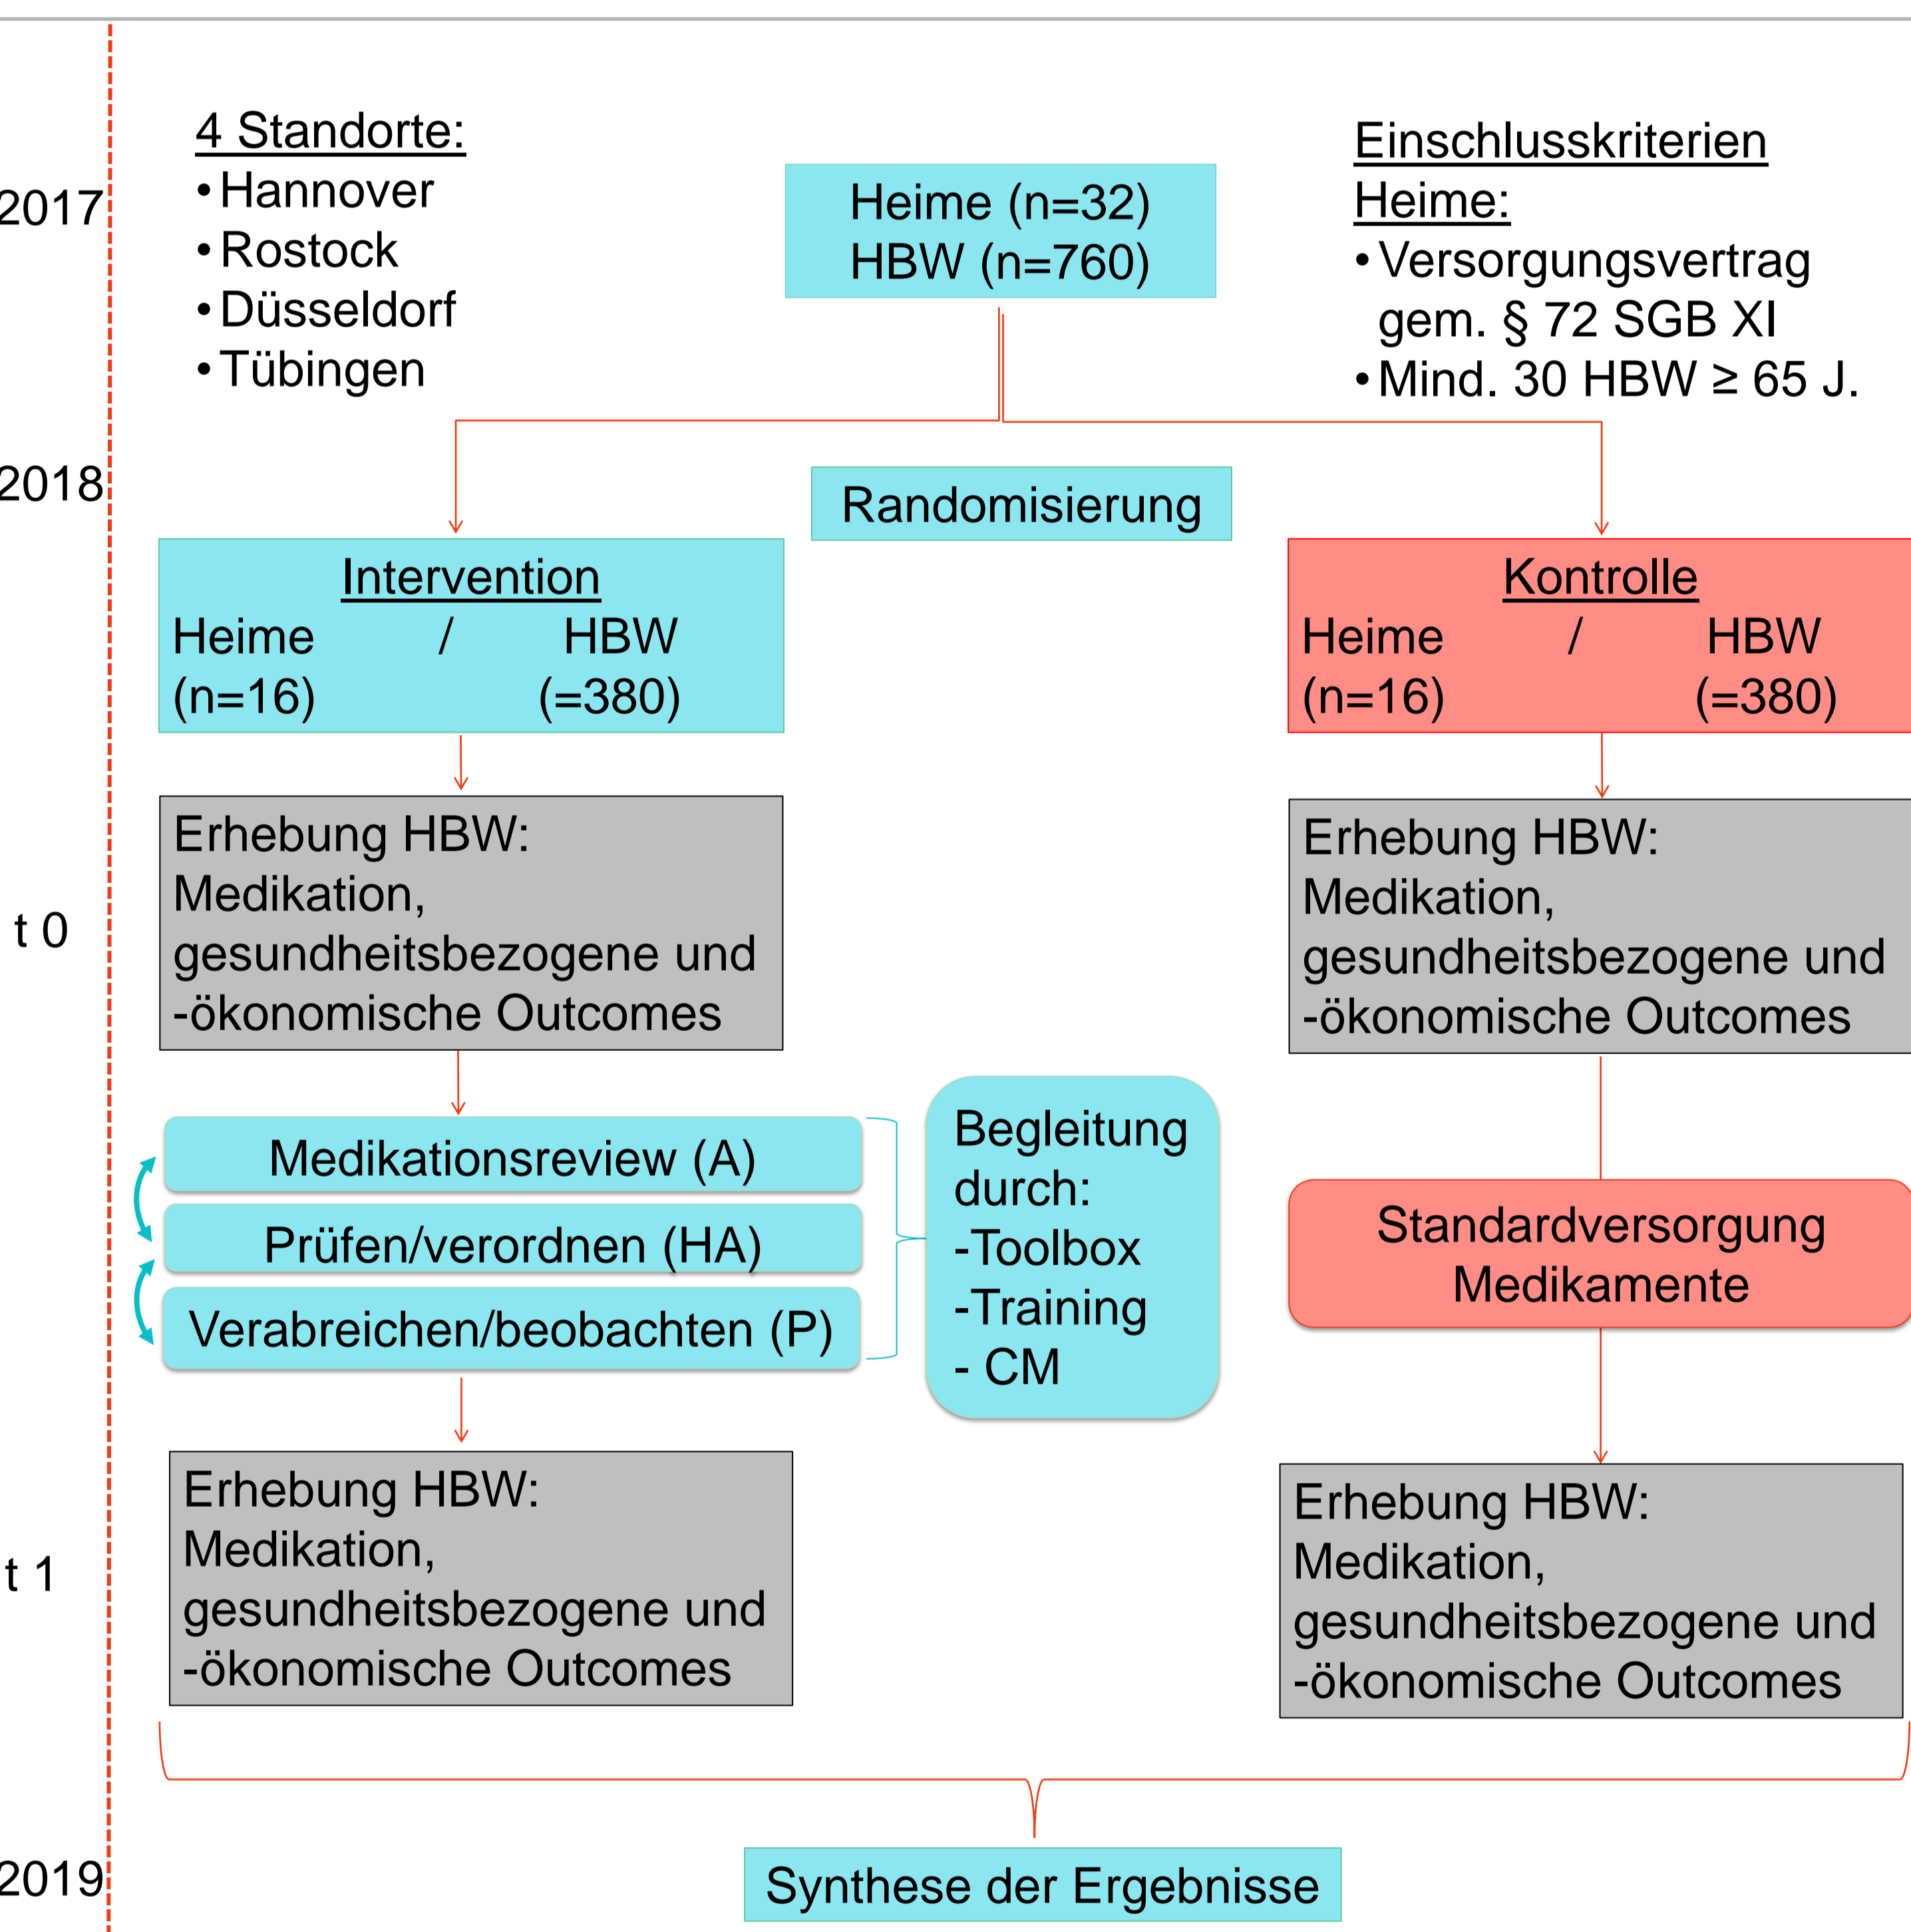 4 Standorte:
• Hannover
• Rostock
• Düsseldorf
• Tübingen
2017
Heime (n=32)
HBW (n=760)
Einschlusskriterien
Heime:
• Versorgungsvertrag
gem. § 72 SGB XI
• Mind. 30 HBW ≥ 65 J.
2018
Randomisierung
Intervention
Heime / HBW
(n=16) (=380)
Kontrolle
Heime / HBW
(n=16) (=380)
t 0
Erhebung HBW:
Medikation,
gesundheitsbezogene und
-ökonomische Outcomes
Erhebung HBW:
Medikation,
gesundheitsbezogene und
-ökonomische Outcomes
Medikationsreview (A)
Prüfen/verordnen (HA)
Verabreichen/beobachten (P)
Begleitung
durch:
-Toolbox
-Training
- CM
Standardversorgung
Medikamente
t 1
Erhebung HBW:
Medikation,
gesundheitsbezogene und
-ökonomische Outcomes
Erhebung HBW:
Medikation,
gesundheitsbezogene und
-ökonomische Outcomes
2019
Synthese der Ergebnisse